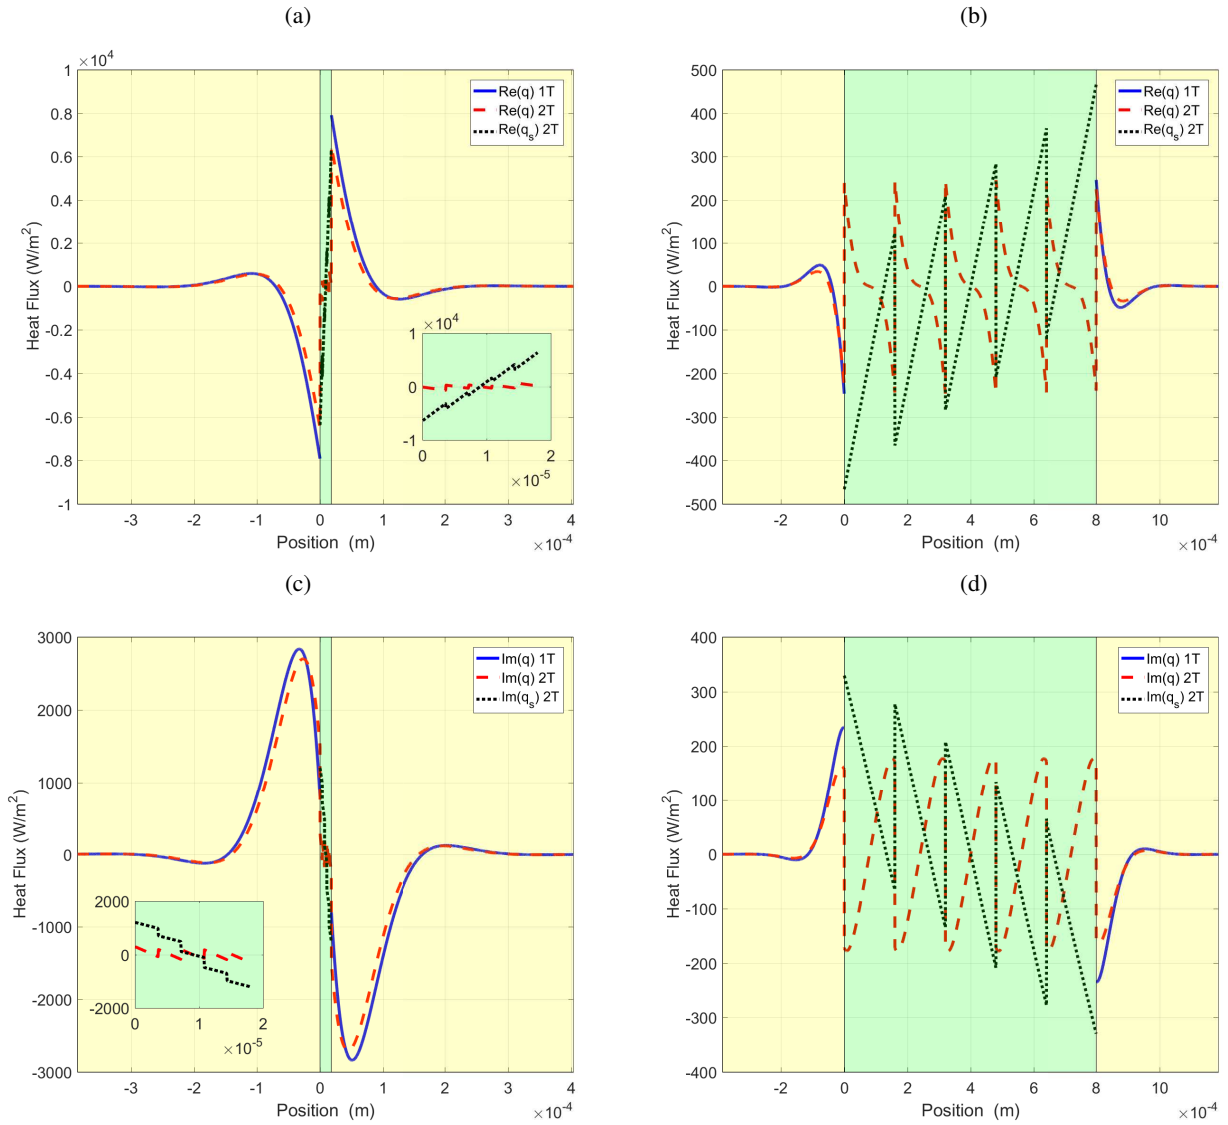 (a)
×10^4
1
0.8
0.6
0.4
0.2
0
-0.2
-0.4
-0.6
-0.8
-1
Heat Flux (W/m^2)
-3 -2 -1 0 1 2 3 4
Position (m)
×10^-4
Re(q) 1T
Re(q) 2T
Re(q_s) 2T
×10^4
1
0
-1
0 1 2
×10^-5
(b)
500
400
300
200
100
0
-100
-200
-300
-400
-500
Heat Flux (W/m^2)
-2 0 2 4 6 8 10
Position (m)
×10^-4
Re(q) 1T
Re(q) 2T
Re(q_s) 2T
(c)
3000
2000
1000
0
-1000
-2000
-3000
Heat Flux (W/m^2)
-3 -2 -1 0 1 2 3 4
Position (m)
×10^-4
Im(q) 1T
Im(q) 2T
Im(q_s) 2T
2000
0
-2000
0 1 2
×10^-5
(d)
400
300
200
100
0
-100
-200
-300
-400
Heat Flux (W/m^2)
-2 0 2 4 6 8 10
Position (m)
×10^-4
Im(q) 1T
Im(q) 2T
Im(q_s) 2T